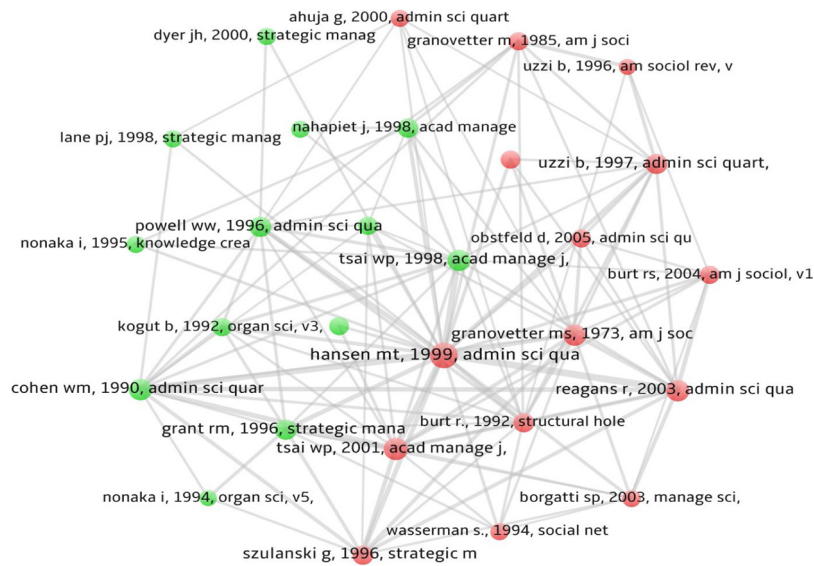 ahuja g, 2000, admin sci quart
dyer jh, 2000, strategic manag
granovetter m, 1985, am j soci
uzzi b, 1996, am sociol rev, v
nahapiet j, 1998, acad manage
lane pj, 1998, strategic manag
uzzi b, 1997, admin sci quart,
powell ww, 1996, admin sci qua
nonaka i, 1995, knowledge crea
obstfeld d, 2005, admin sci qu
tsai wp, 1998, acad manage j,
burt rs, 2004, am j sociol, v1
kogut b, 1992, organ sci, v3,
granovetter ms, 1973, am j soc
hansen mt, 1999, admin sci qua
cohen wm, 1990, admin sci quar
reagans r, 2003, admin sci qua
burt r., 1992, structural hole
grant rm, 1996, strategic mana
tsai wp, 2001, acad manage j,
nonaka i, 1994, organ sci, v5,
borgatti sp, 2003, manage sci,
wasserman s., 1994, social net
szulanski g, 1996, strategic m